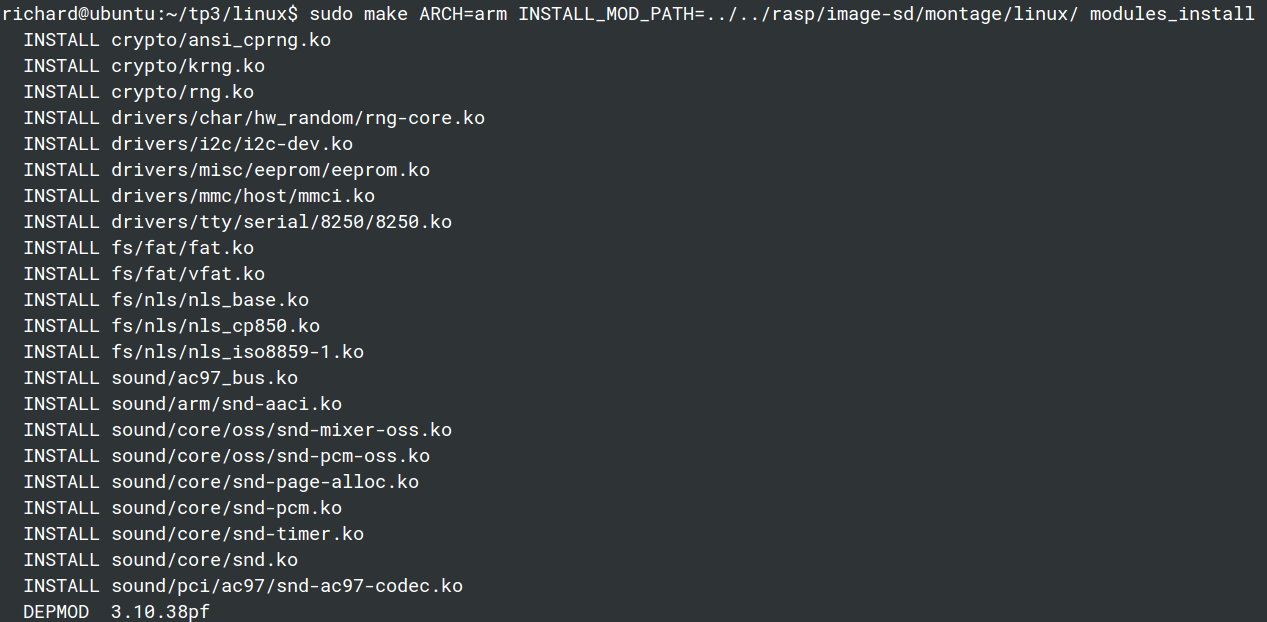 richard@ubuntu:~/tp3/linux$ sudo make ARCH=arm INSTALL_MOD_PATH=../../rasp/image-sd/montage/linux/ modules_install
INSTALL crypto/ansi_cprng.ko
INSTALL crypto/krng.ko
INSTALL crypto/rng.ko
INSTALL drivers/char/hw_random/rng-core.ko
INSTALL drivers/i2c/i2c-dev.ko
INSTALL drivers/misc/eeprom/eeprom.ko
INSTALL drivers/mmc/host/mmci.ko
INSTALL drivers/tty/serial/8250/8250.ko
INSTALL fs/fat/fat.ko
INSTALL fs/fat/vfat.ko
INSTALL fs/nls/nls_base.ko
INSTALL fs/nls/nls_cp850.ko
INSTALL fs/nls/nls_iso8859-1.ko
INSTALL sound/ac97_bus.ko
INSTALL sound/arm/snd-aaci.ko
INSTALL sound/core/oss/snd-mixer-oss.ko
INSTALL sound/core/oss/snd-pcm-oss.ko
INSTALL sound/core/snd-page-alloc.ko
INSTALL sound/core/snd-pcm.ko
INSTALL sound/core/snd-timer.ko
INSTALL sound/core/snd.ko
INSTALL sound/pci/ac97/snd-ac97-codec.ko
DEPMOD  3.10.38pf